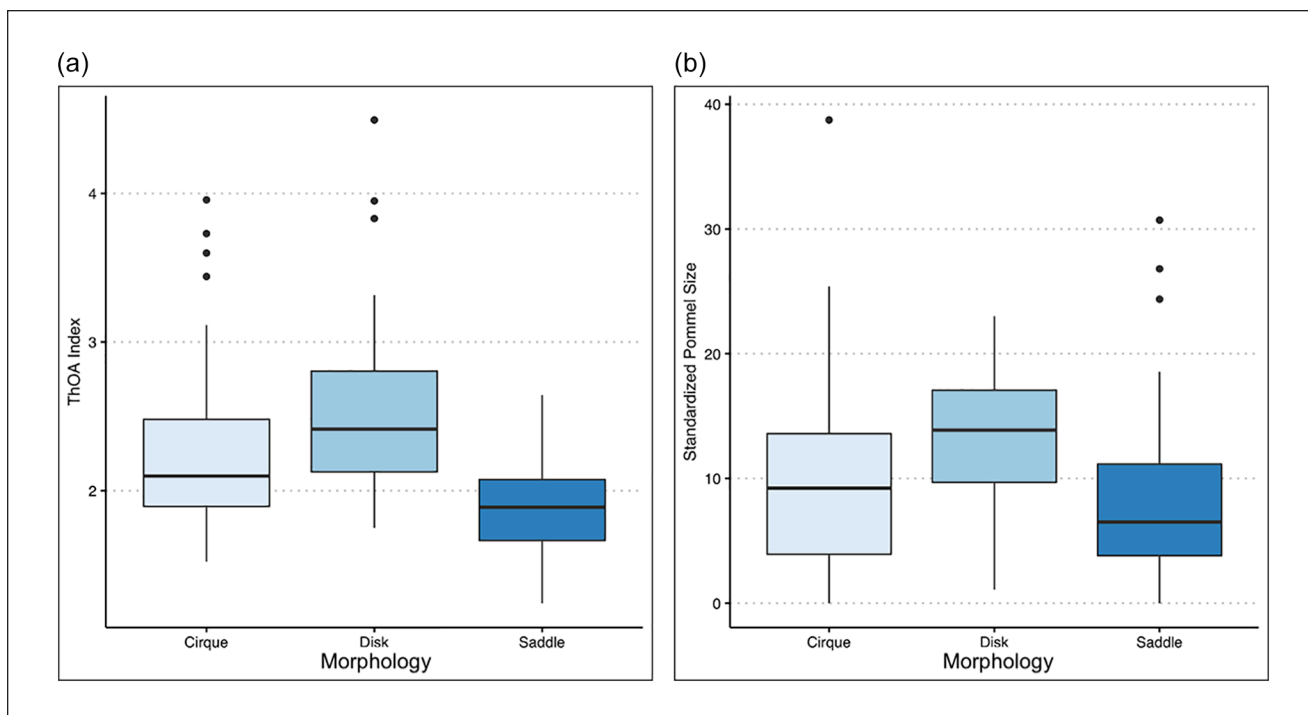 (a)
ThOA Index
4
3
2
Cirque
Disk
Saddle
Morphology
(b)
Standardized Pommel Size
40
30
20
10
0
Cirque
Disk
Saddle
Morphology